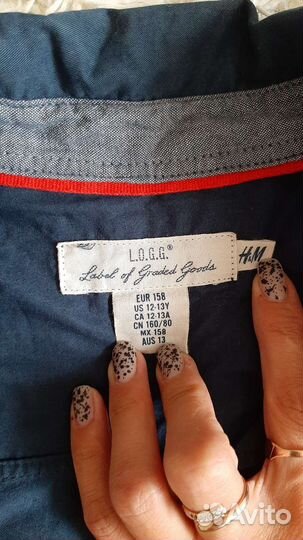 L.O.G.G.®
Label of Graded Goods
H&M
EUR 158
US 12-13Y
CA 12-13A
CN 160/80
MX 158
AUS 13
Avito